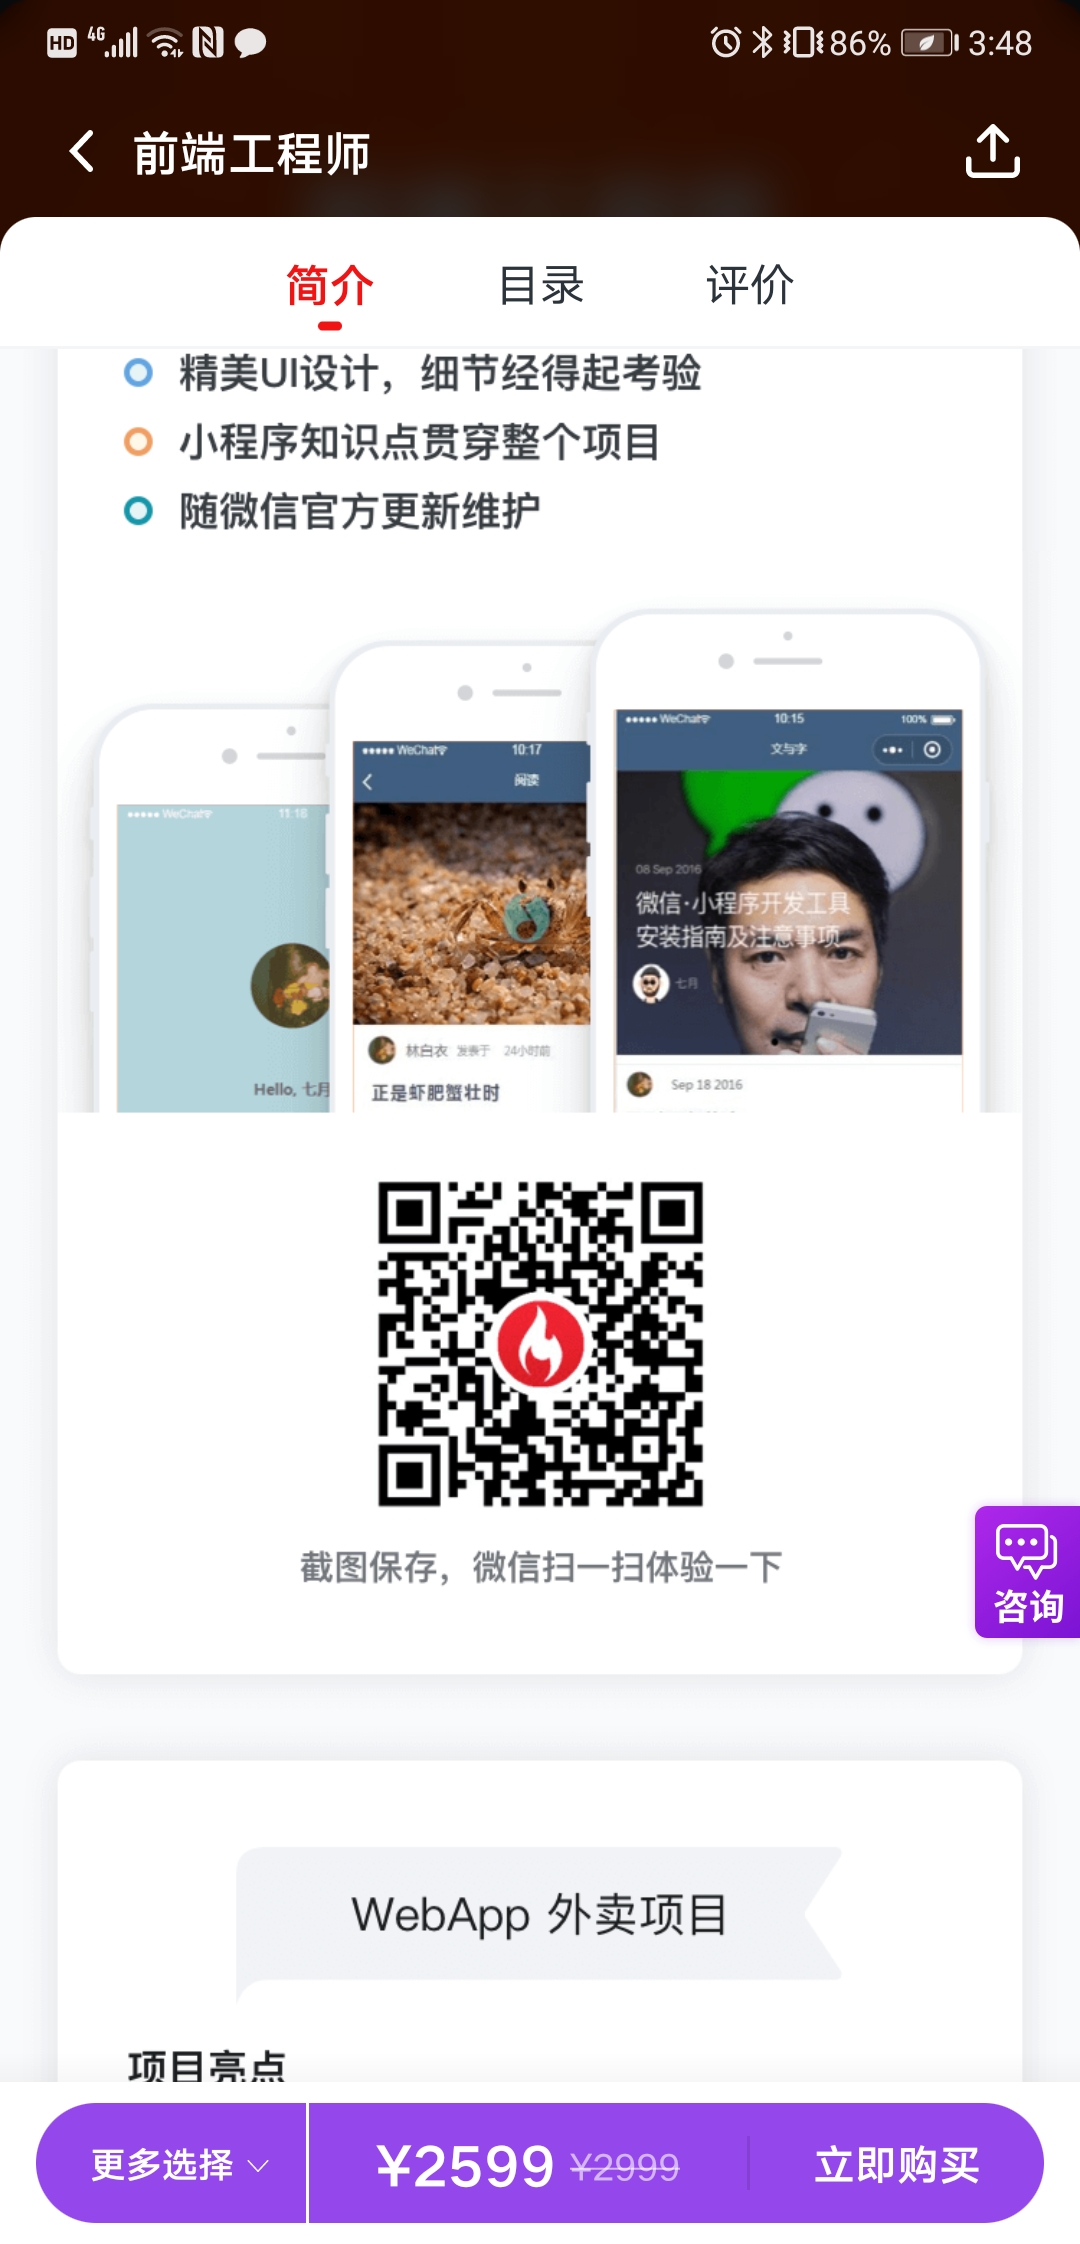 HD 4G 86% 3:48
前端工程师
简介 目录 评价
精美UI设计，细节经得起考验
小程序知识点贯穿整个项目
随微信官方更新维护
WeChat 11:16
Hello, 七月
WeChat 10:17
阅读
林白衣 发表于 24小时前
正是虾肥蟹壮时
WeChat 10:15 100%
文与字
08 Sep 2016
微信·小程序开发工具
安装指南及注意事项
七月
Sep 18 2016
截图保存，微信扫一扫体验一下
咨询
WebApp 外卖项目
项目亮点
更多选择 ¥2599 ¥2999 立即购买